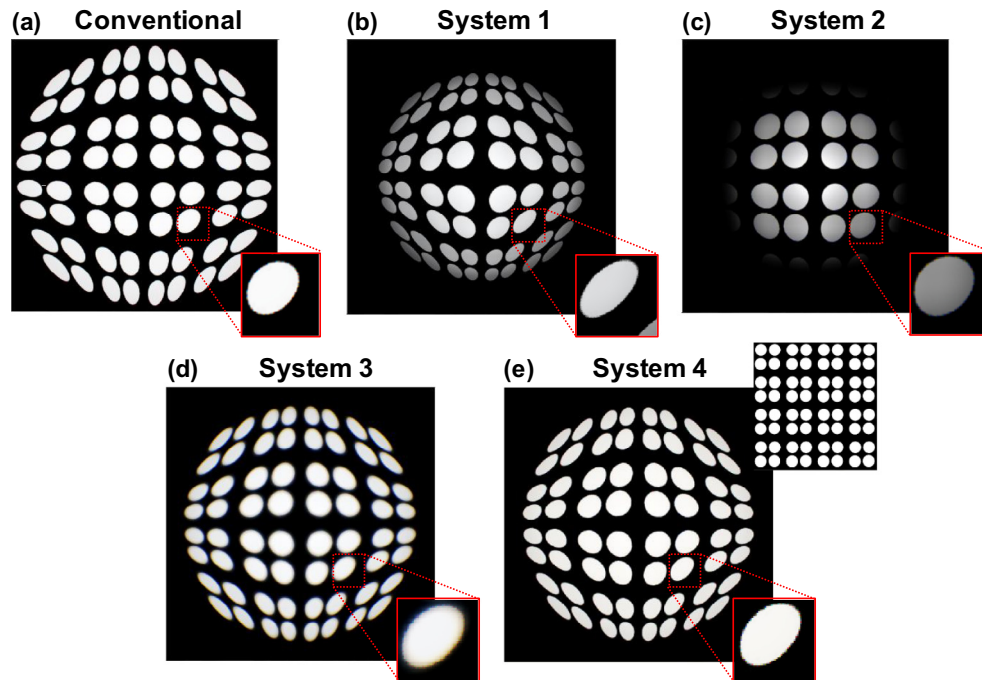 (a) Conventional
(b) System 1
(c) System 2
(d) System 3
(e) System 4